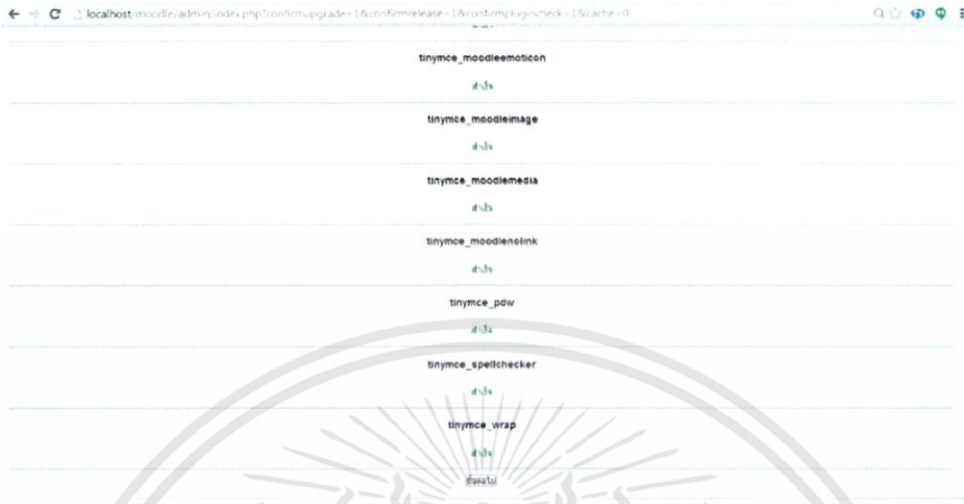 localhost/moodle/admin/index.php?confirmupgrade=1&confirmrelease=1&confirmplugincheck=1&cache=0
tinymce_moodleemoticon
สำเร็จ
tinymce_moodleimage
สำเร็จ
tinymce_moodlemedia
สำเร็จ
tinymce_moodlenolink
สำเร็จ
tinymce_pdw
สำเร็จ
tinymce_spellchecker
สำเร็จ
tinymce_wrap
สำเร็จ
ขั้นต่อไป